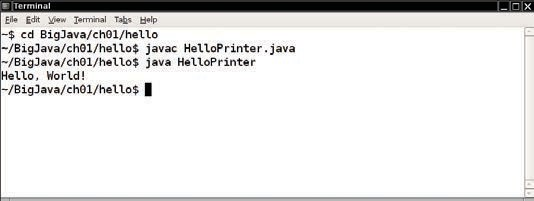 Terminal
File Edit View Terminal Tabs Help
~$ cd BigJava/ch01/hello
~/BigJava/ch01/hello$ javac HelloPrinter.java
~/BigJava/ch01/hello$ java HelloPrinter
Hello, World!
~/BigJava/ch01/hello$